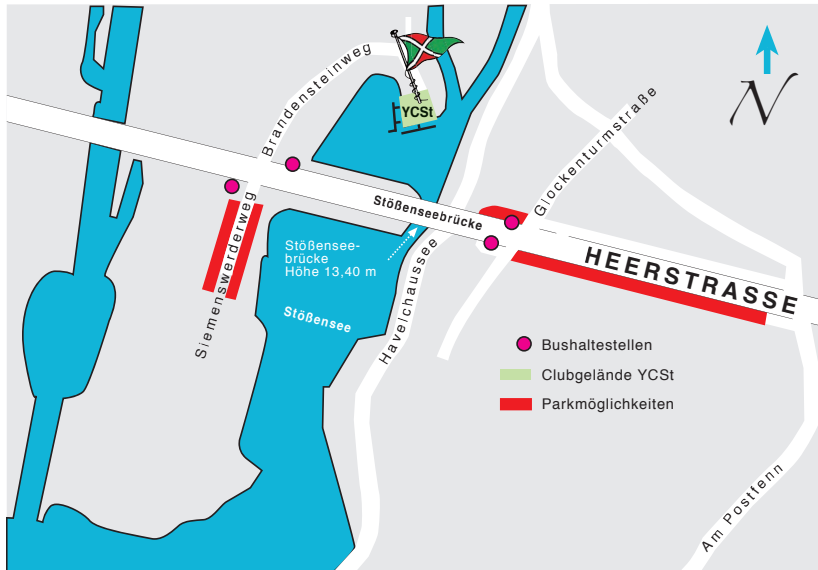 Brandensteinweg
YCSt
N
Glockenturmstraße
Stößenseebrücke
HEERSTRASSE
Stößensee-
brücke
Höhe 13,40 m
Siemenswerderweg
Stößensee
Havelchaussee
Bushaltestellen
Clubgelände YCSt
Parkmöglichkeiten
Am Postfenn